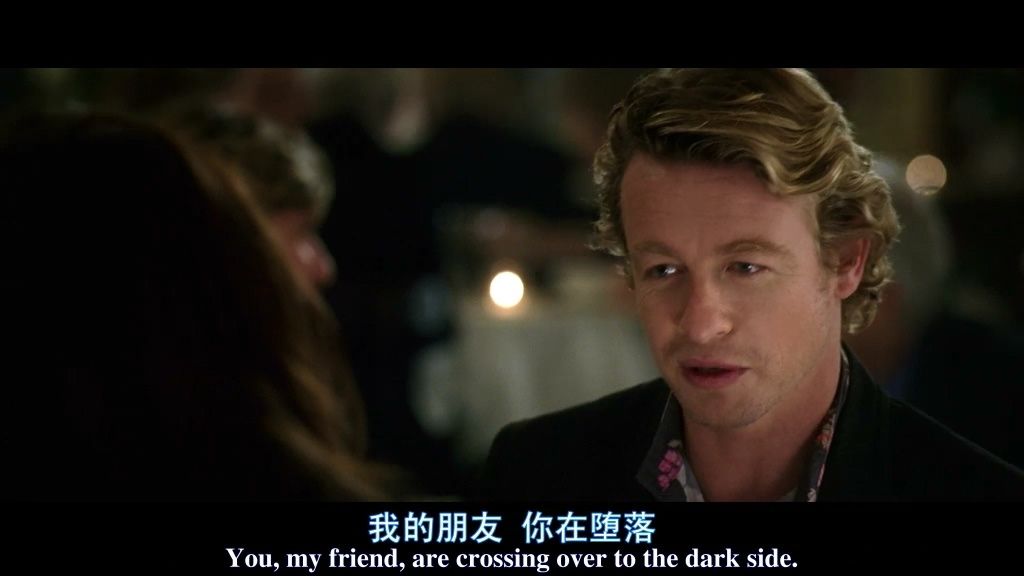 我的朋友 你在堕落
You, my friend, are crossing over to the dark side.